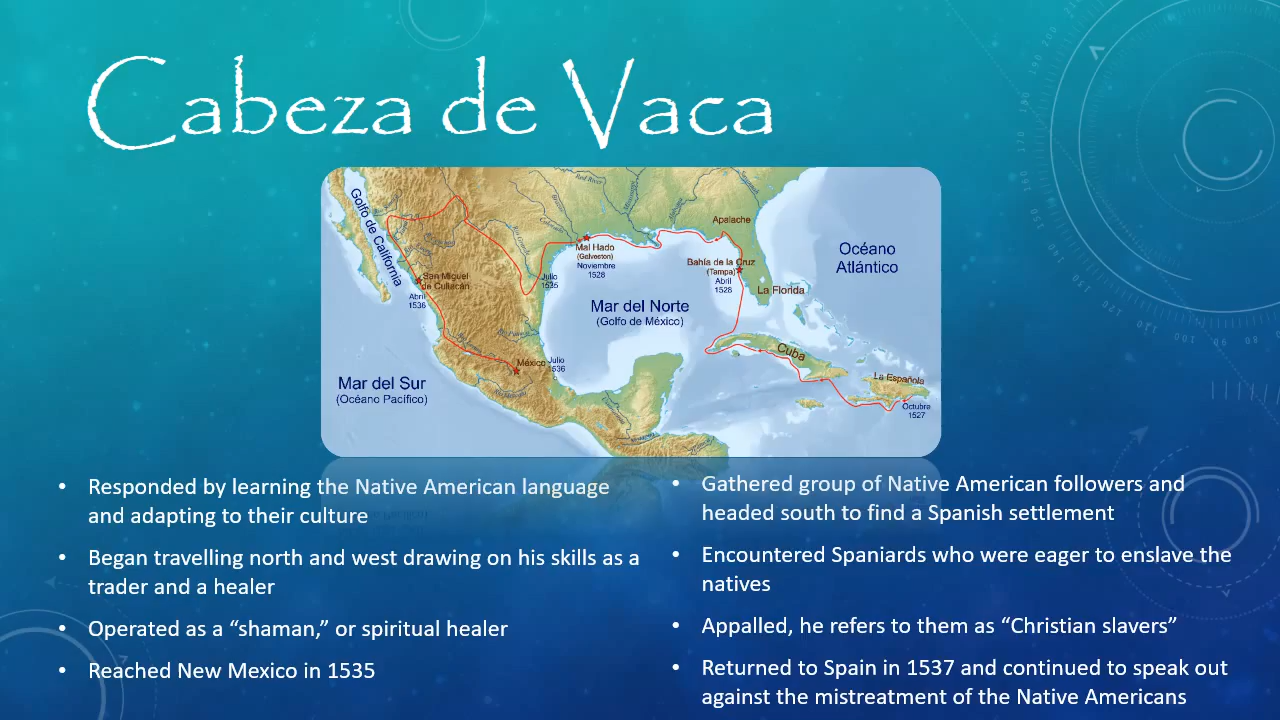 Cabeza de Vaca
Golfo de California
Red River
Apalache
Mal Hado
(Galveston)
Noviembre
1528
Bahía de la Cruz
(Tampa)
Abril
1528
Océano
Atlántico
San Miguel
de Culiacán
Abril
1536
Julio
1535
La Florida
Mar del Norte
(Golfo de México)
Cuba
México
Julio
1536
La Española
Octubre
1527
Mar del Sur
(Océano Pacífico)
• Responded by learning the Native American language
and adapting to their culture
• Began travelling north and west drawing on his skills as a
trader and a healer
• Operated as a “shaman,” or spiritual healer
• Reached New Mexico in 1535
• Gathered group of Native American followers and
headed south to find a Spanish settlement
• Encountered Spaniards who were eager to enslave the
natives
• Appalled, he refers to them as “Christian slavers”
• Returned to Spain in 1537 and continued to speak out
against the mistreatment of the Native Americans